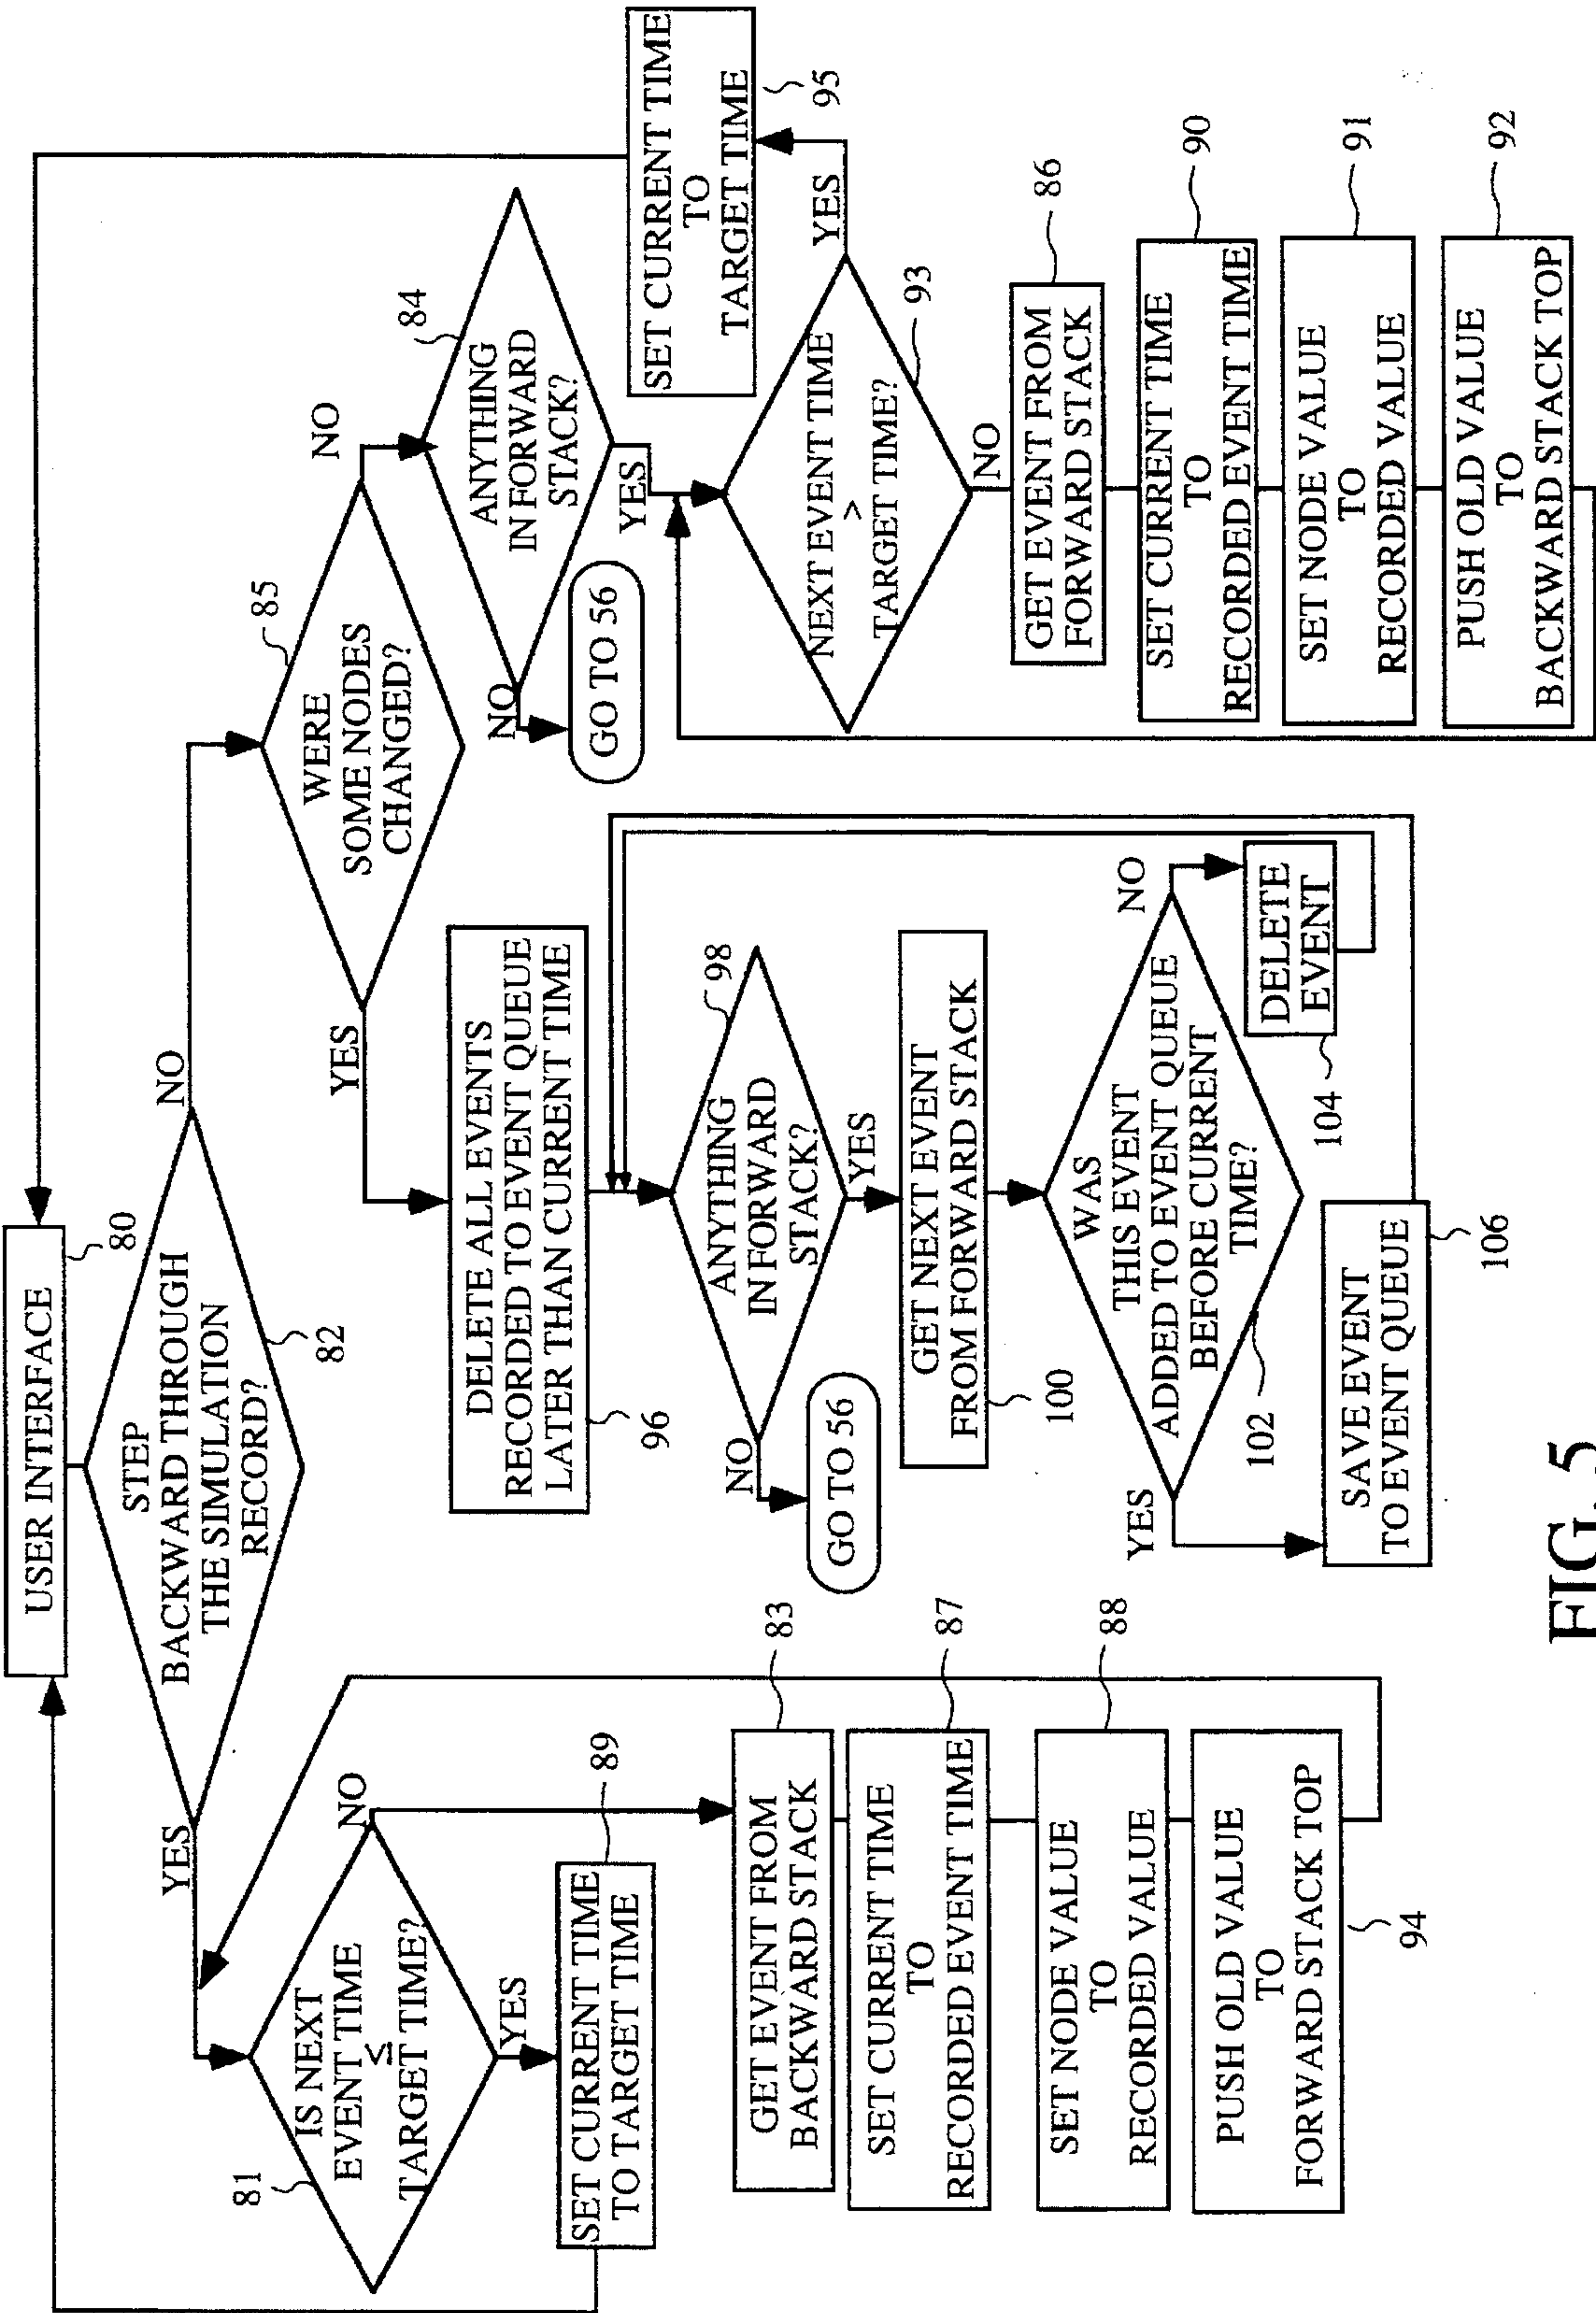 USER INTERFACE
80
STEP
BACKWARD THROUGH
THE SIMULATION
RECORD?
82
YES
NO
81
IS NEXT
EVENT TIME
≤
TARGET TIME?
NO
YES
SET CURRENT TIME
TO TARGET TIME
89
GET EVENT FROM
BACKWARD STACK
83
SET CURRENT TIME
TO
RECORDED EVENT TIME
87
SET NODE VALUE
TO
RECORDED VALUE
88
PUSH OLD VALUE
TO
FORWARD STACK TOP
94
WERE
SOME NODES
CHANGED?
85
YES
NO
DELETE ALL EVENTS
RECORDED TO EVENT QUEUE
LATER THAN CURRENT TIME
96
ANYTHING
IN FORWARD
STACK?
98
NO
YES
GO TO 56
GET NEXT EVENT
FROM FORWARD STACK
100
WAS
THIS EVENT
ADDED TO EVENT QUEUE
BEFORE CURRENT
TIME?
102
YES
NO
DELETE
EVENT
104
SAVE EVENT
TO EVENT QUEUE
106
ANYTHING
IN FORWARD
STACK?
84
NO
YES
GO TO 56
SET CURRENT TIME
TO
TARGET TIME
95
NEXT EVENT TIME
>
TARGET TIME?
93
YES
NO
GET EVENT FROM
FORWARD STACK
86
SET CURRENT TIME
TO
RECORDED EVENT TIME
90
SET NODE VALUE
TO
RECORDED VALUE
91
PUSH OLD VALUE
TO
BACKWARD STACK TOP
92
FIG. 5